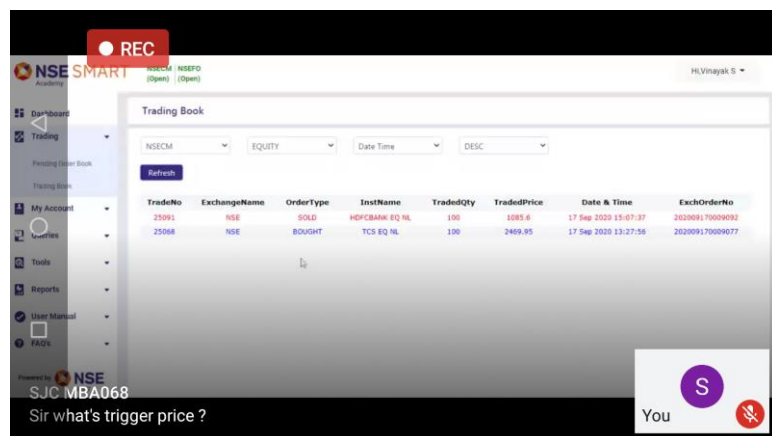 REC
NSE SMART
Academy
NSECM NSEFO
(Open) (Open)
Hi,Vinayak S
Dashboard
Trading
Pending Order Book
Trading Book
My Account
Queries
Tools
Reports
User Manual
FAQ's
Powered by NSE
Trading Book
NSECM EQUITY Date Time DESC
Refresh
TradeNo ExchangeName OrderType InstName TradedQty TradedPrice Date & Time ExchOrderNo
25091 NSE SOLD HDFCBANK EQ NL 100 1085.6 17 Sep 2020 15:07:37 202009170009092
25068 NSE BOUGHT TCS EQ NL 100 2469.95 17 Sep 2020 13:27:56 202009170009077
SJC MBA068
Sir what's trigger price ?
S
You